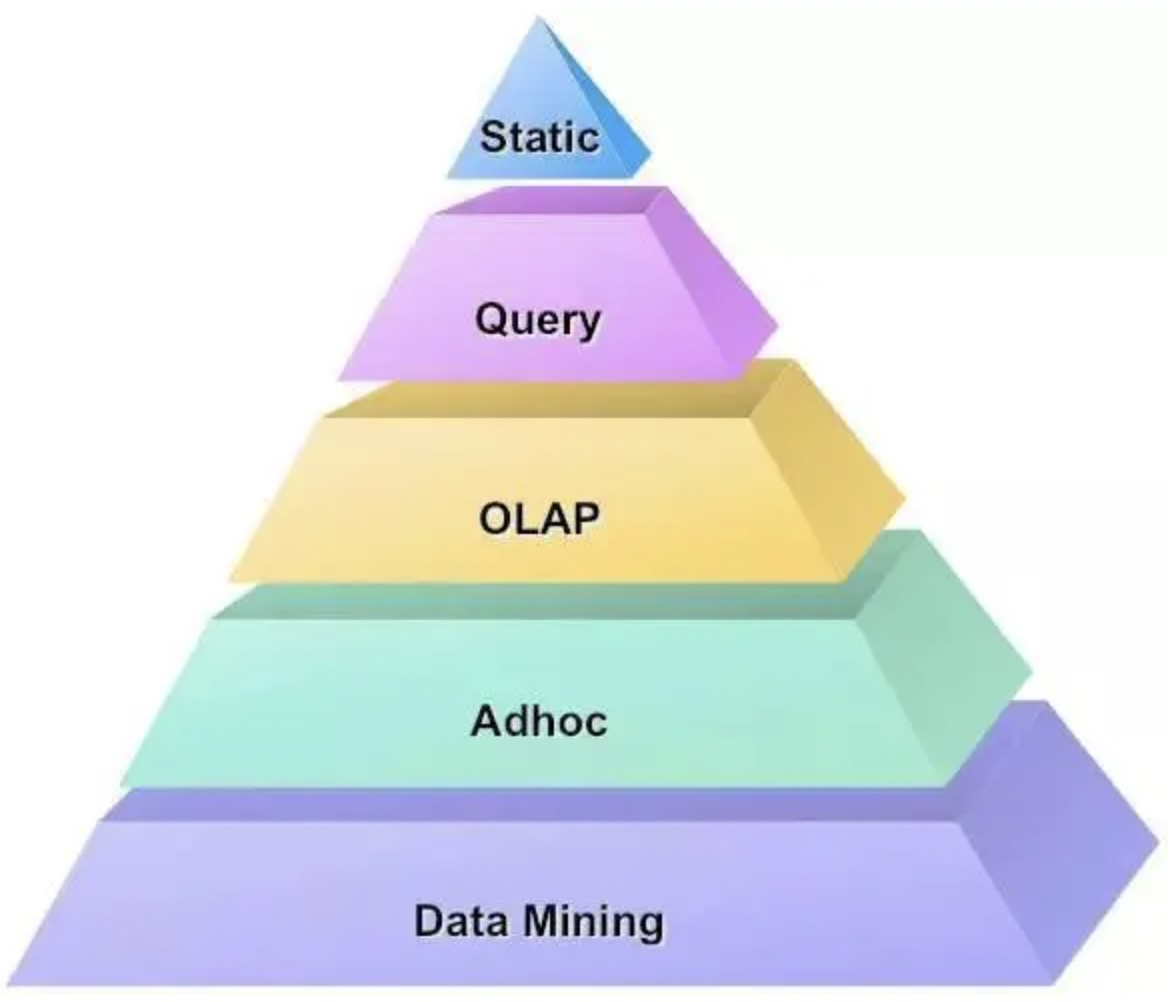 Static
Query
OLAP
Adhoc
Data Mining